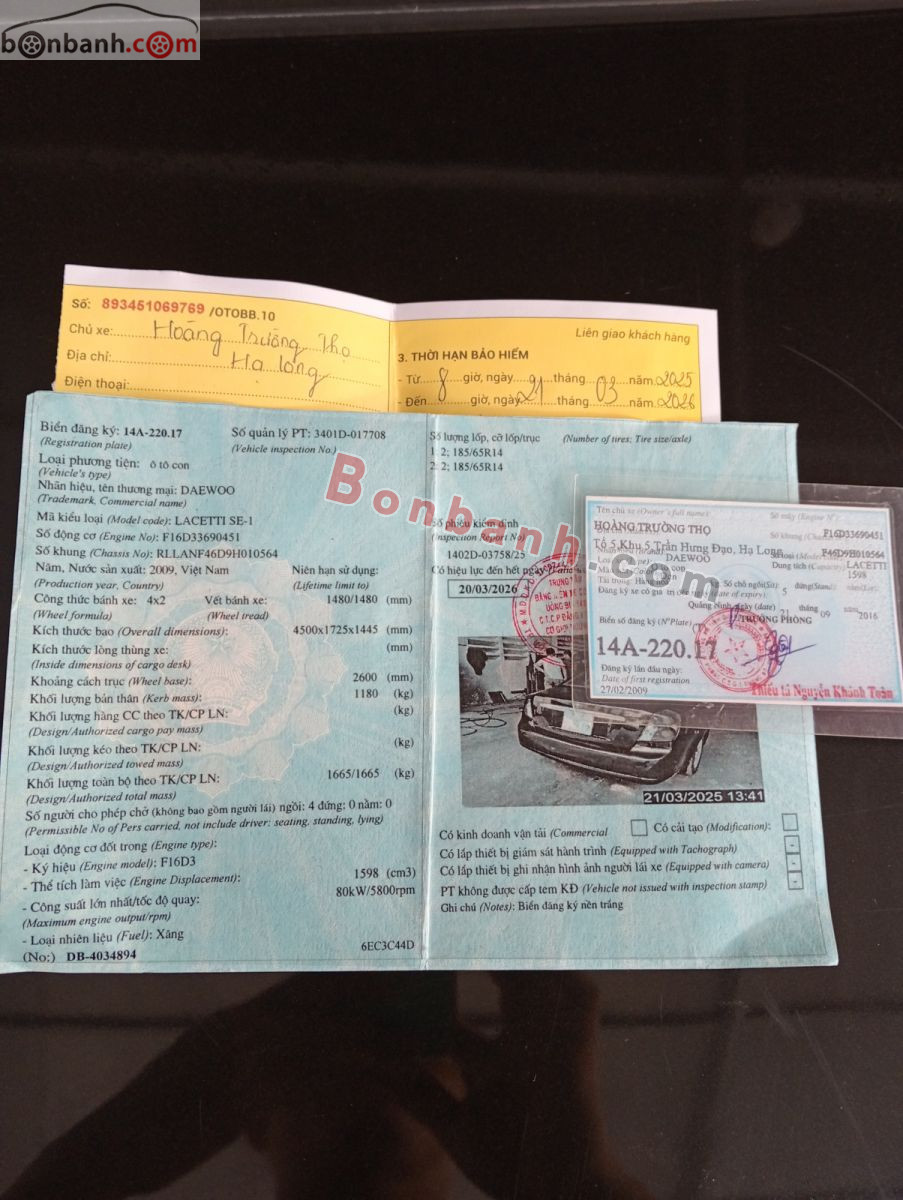 bonbanh.com
Số: 893451069769 /OTOBB.10
Chủ xe: Hoàng Trường Thọ
Địa chỉ: Hạ Long
Điện thoại:
Liên giao khách hàng
3. THỜI HẠN BẢO HIỂM
- Từ 8 giờ, ngày 21 tháng 03 năm 2025
- Đến giờ, ngày tháng năm 2026
Biển đăng ký: 14A-220.17
(Registration plate)
Số quản lý PT: 3401D-017708
(Vehicle inspection No.)
Loại phương tiện: ô tô con
(Vehicle's type)
Nhãn hiệu, tên thương mại: DAEWOO
(Trademark, Commercial name)
Mã kiểu loại (Model code): LACETTI SE-1
Số động cơ (Engine No): F16D33690451
Số khung (Chassis No): RLLANF46D9H010564
Năm, Nước sản xuất: 2009, Việt Nam
(Production year, Country)
Niên hạn sử dụng:
(Lifetime limit to)
Công thức bánh xe: 4x2
(Wheel formula)
Vết bánh xe: 1480/1480 (mm)
(Wheel tread)
Kích thước bao (Overall dimensions): 4500x1725x1445 (mm)
Kích thước lòng thùng xe: (mm)
(Inside dimensions of cargo desk)
Khoảng cách trục (Wheel base): 2600 (mm)
Khối lượng bản thân (Kerb mass): 1180 (kg)
Khối lượng hàng CC theo TK/CP LN: (kg)
(Design/Authorized cargo pay mass)
Khối lượng kéo theo TK/CP LN: (kg)
(Design/Authorized towed mass)
Khối lượng toàn bộ theo TK/CP LN: 1665/1665 (kg)
(Design/Authorized total mass)
Số người cho phép chở (không bao gồm người lái) ngồi: 4 đứng: 0 nằm: 0
(Permissible No of Pers carried, not include driver: seating, standing, lying)
Loại động cơ đốt trong (Engine type):
- Ký hiệu (Engine model): F16D3
- Thể tích làm việc (Engine Displacement): 1598 (cm3)
- Công suất lớn nhất/tốc độ quay: 80kW/5800rpm
(Maximum engine output/rpm)
- Loại nhiên liệu (Fuel): Xăng
6EC3C44D
(No:) DB-4034894
Số lượng lốp, cỡ lốp/trục (Number of tires; Tire size/axle)
1: 2; 185/65R14
2: 2; 185/65R14
Số phiếu kiểm định
(Inspection Report No)
1402D-03758/25
Có hiệu lực đến hết ngày
20/03/2026
Bonbanh.com
Tên chủ xe (Owner's full name):
HOÀNG TRƯỜNG THỌ
Tổ 5 Khu 5 Trần Hưng Đạo, Hạ Long
DAEWOO
Số máy (Engine N°):
F16D33690451
F46D9H010564
LACETTI
Dung tích (Capacity)
1598
Số chỗ ngồi 5
Quảng Ninh, ngày (date) 21 tháng 09 năm 2016
TRƯỞNG PHÒNG
Biển số đăng ký (N° Plate)
14A-220.17
Đăng ký lần đầu ngày
Date of first registration
27/02/2009
Thiếu tá Nguyễn Khánh Toàn
21/03/2025 13:41
Có kinh doanh vận tải (Commercial
Có cải tạo (Modification):
Có lắp thiết bị giám sát hành trình (Equipped with Tachograph)
Có lắp thiết bị ghi nhận hình ảnh người lái xe (Equipped with camera)
PT không được cấp tem KĐ (Vehicle not issued with inspection stamp)
Ghi chú (Notes): Biển đăng ký nền trắng